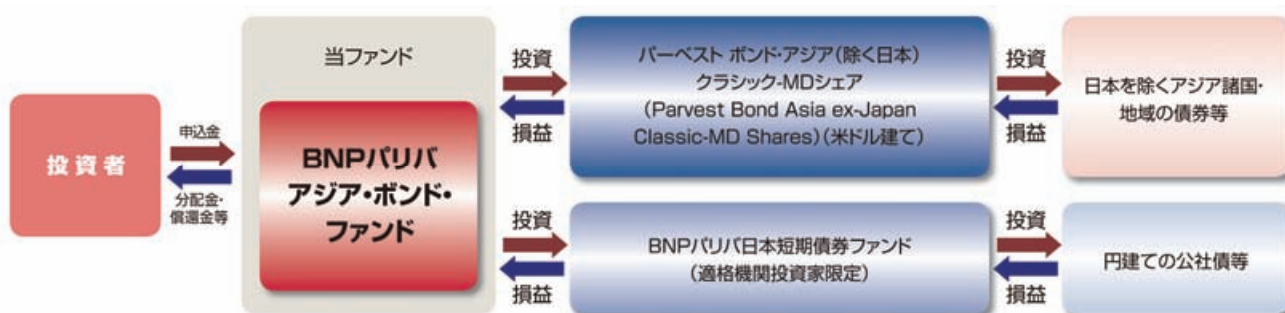 投資者
申込金
分配金・
償還金等
当ファンド
BNPパリバ
アジア・ボンド・
ファンド
投資
損益
パーベスト ボンド・アジア(除く日本)
クラシック-MDシェア
(Parvest Bond Asia ex-Japan
Classic-MD Shares)(米ドル建て)
投資
損益
日本を除くアジア諸国・
地域の債券等
投資
損益
BNPパリバ日本短期債券ファンド
(適格機関投資家限定)
投資
損益
円建ての公社債等